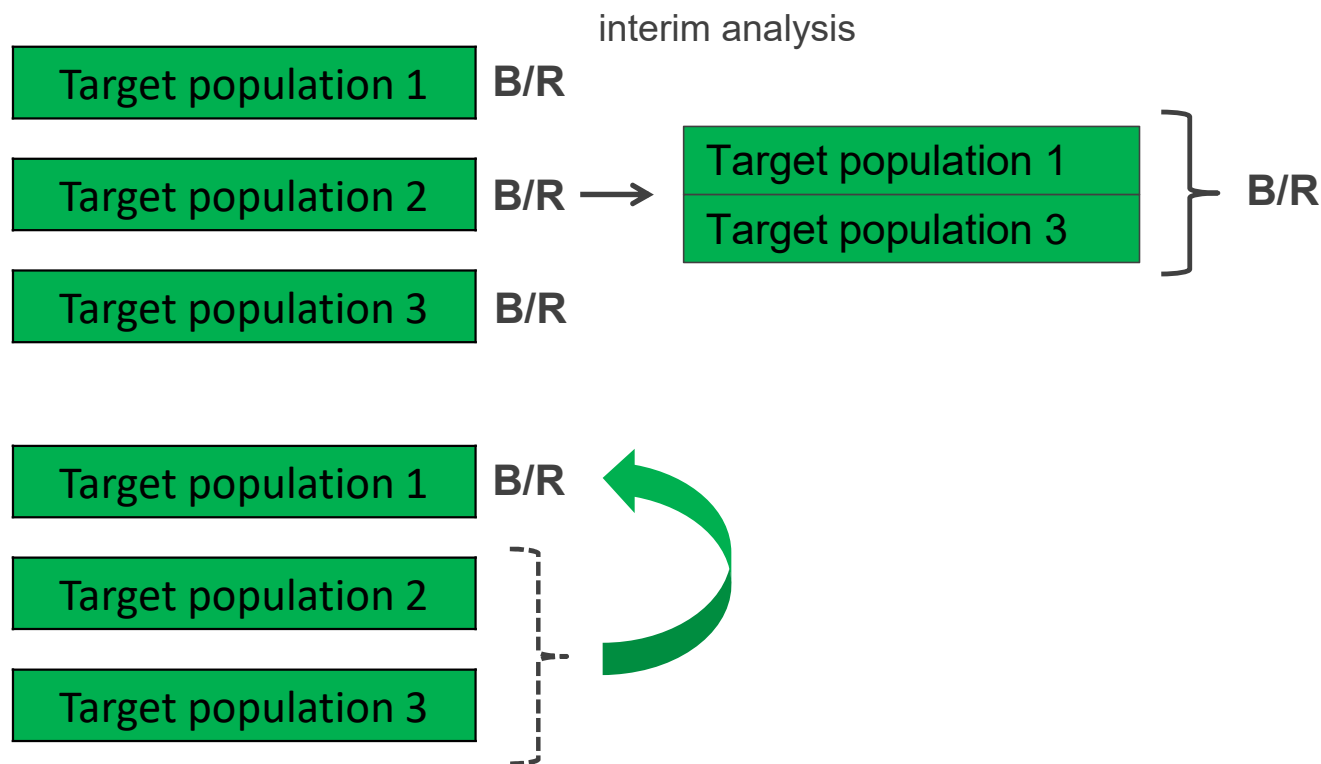 interim analysis
Target population 1 B/R
Target population 2 B/R
Target population 3 B/R
Target population 1
Target population 3
B/R
Target population 1 B/R
Target population 2
Target population 3